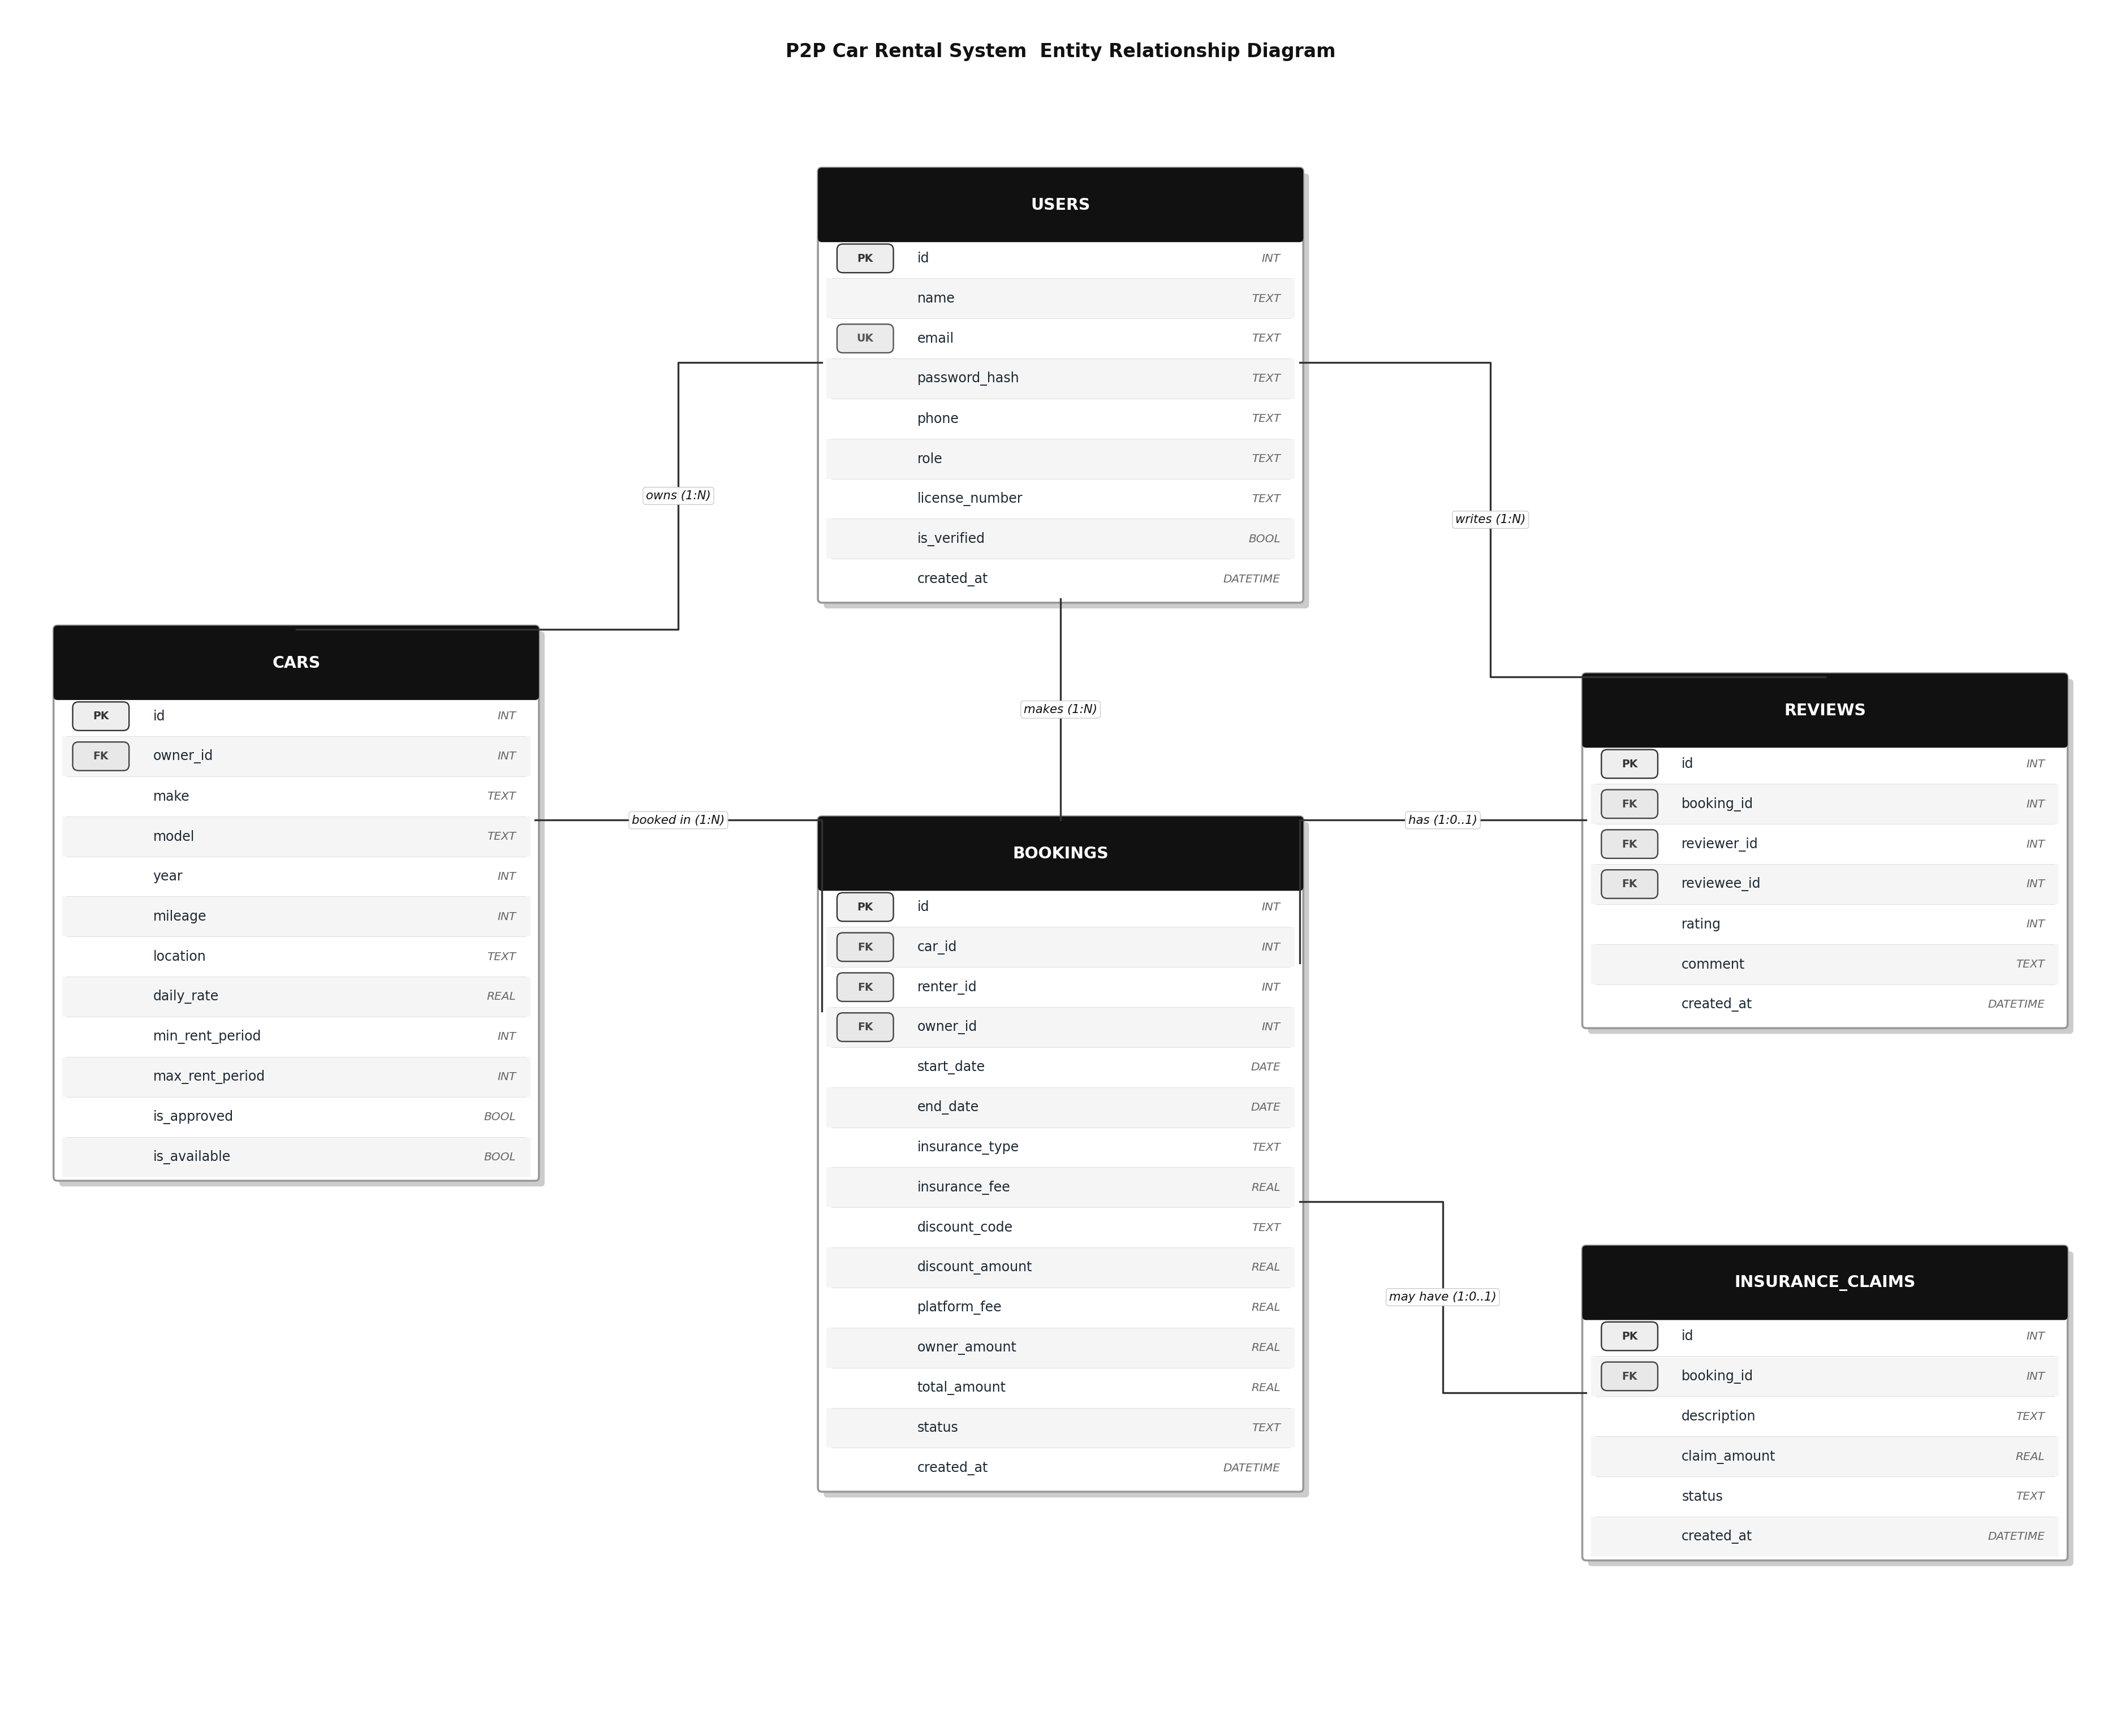 P2P Car Rental System  Entity Relationship Diagram
USERS
PK id INT
name TEXT
UK email TEXT
password_hash TEXT
phone TEXT
role TEXT
license_number TEXT
is_verified BOOL
created_at DATETIME
owns (1:N)
writes (1:N)
makes (1:N)
CARS
PK id INT
FK owner_id INT
make TEXT
model TEXT
year INT
mileage INT
location TEXT
daily_rate REAL
min_rent_period INT
max_rent_period INT
is_approved BOOL
is_available BOOL
booked in (1:N)
BOOKINGS
PK id INT
FK car_id INT
FK renter_id INT
FK owner_id INT
start_date DATE
end_date DATE
insurance_type TEXT
insurance_fee REAL
discount_code TEXT
discount_amount REAL
platform_fee REAL
owner_amount REAL
total_amount REAL
status TEXT
created_at DATETIME
has (1:0..1)
REVIEWS
PK id INT
FK booking_id INT
FK reviewer_id INT
FK reviewee_id INT
rating INT
comment TEXT
created_at DATETIME
may have (1:0..1)
INSURANCE_CLAIMS
PK id INT
FK booking_id INT
description TEXT
claim_amount REAL
status TEXT
created_at DATETIME